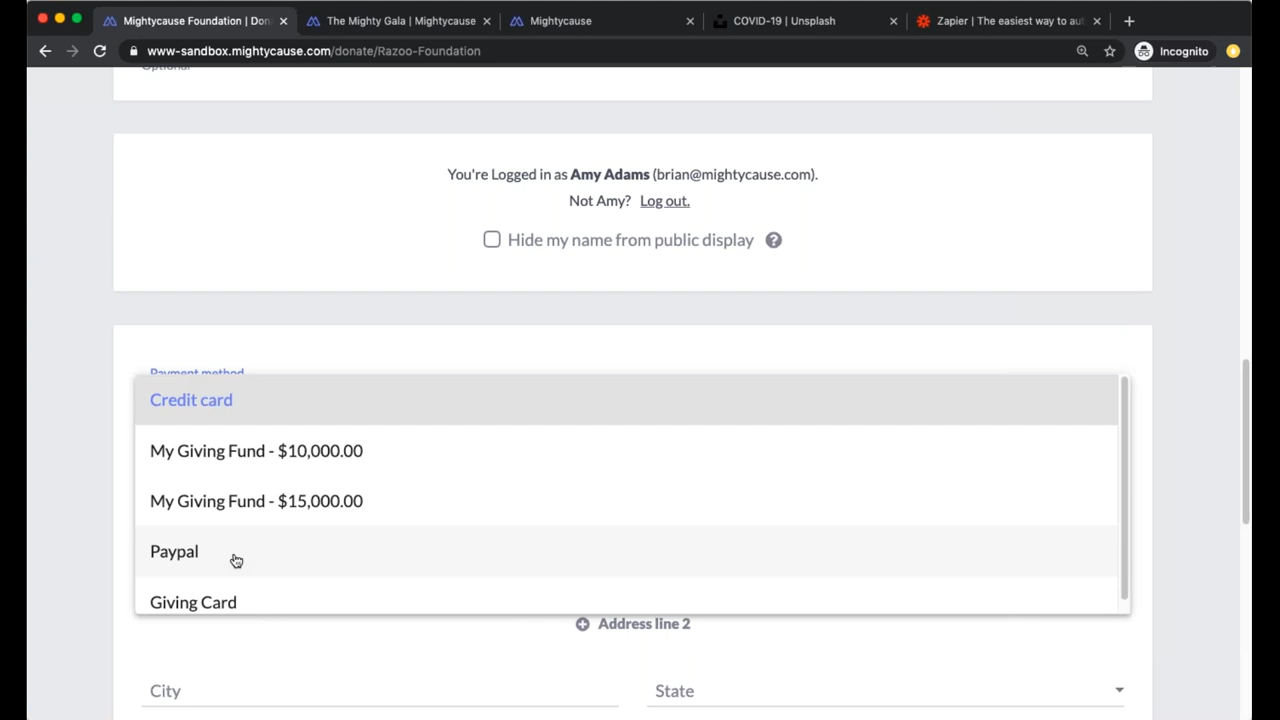 Mightycause Foundation | Don
The Mighty Gala | Mightycause
Mightycause
COVID-19 | Unsplash
Zapier | The easiest way to aut
www-sandbox.mightycause.com/donate/Razoo-Foundation
Incognito
Optional
You're Logged in as Amy Adams (brian@mightycause.com).
Not Amy? Log out.
Hide my name from public display
Payment method
Credit card
My Giving Fund - $10,000.00
My Giving Fund - $15,000.00
Paypal
Giving Card
Address line 2
City
State